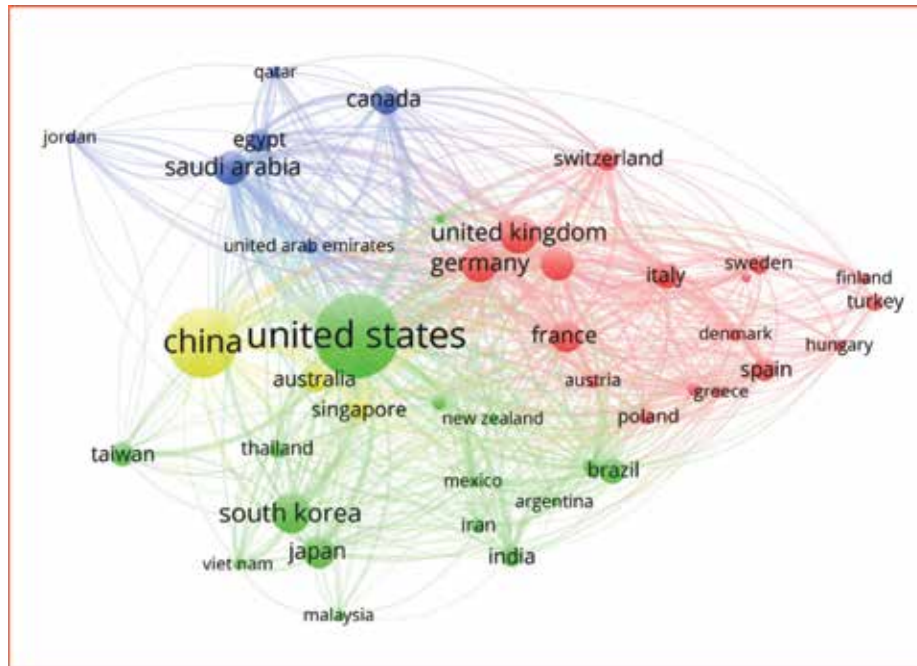 qatar
canada
jordan
egypt
saudi arabia
switzerland
united arab emirates
united kingdom
germany
italy
sweden
finland
turkey
china
united states
france
denmark
hungary
australia
austria
spain
singapore
greece
new zealand
poland
taiwan
thailand
brazil
mexico
argentina
south korea
iran
japan
india
viet nam
malaysia